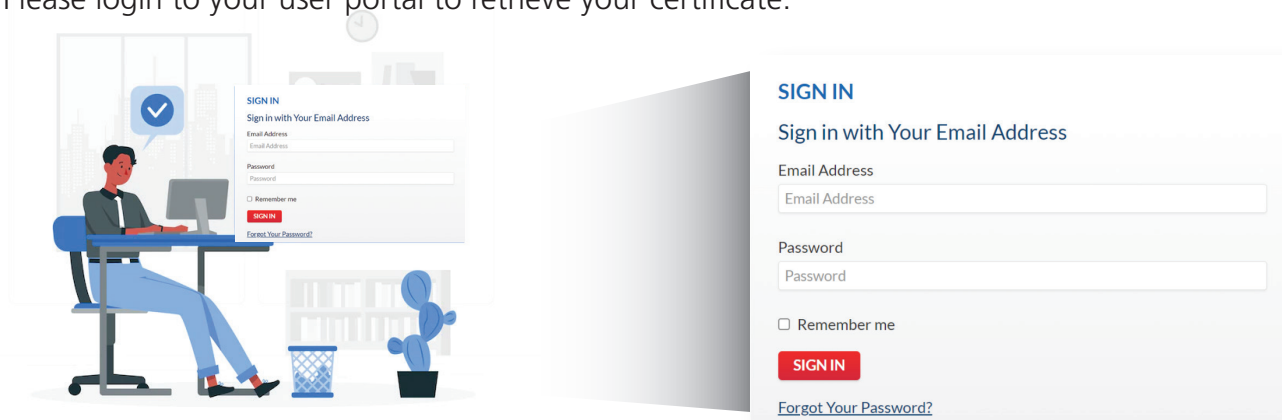 Please login to your user portal to retrieve your certificate.
SIGN IN
Sign in with Your Email Address
Email Address
Email Address
Password
Password
Remember me
SIGN IN
Forgot Your Password?
SIGN IN
Sign in with Your Email Address
Email Address
Email Address
Password
Password
Remember me
SIGN IN
Forgot Your Password?